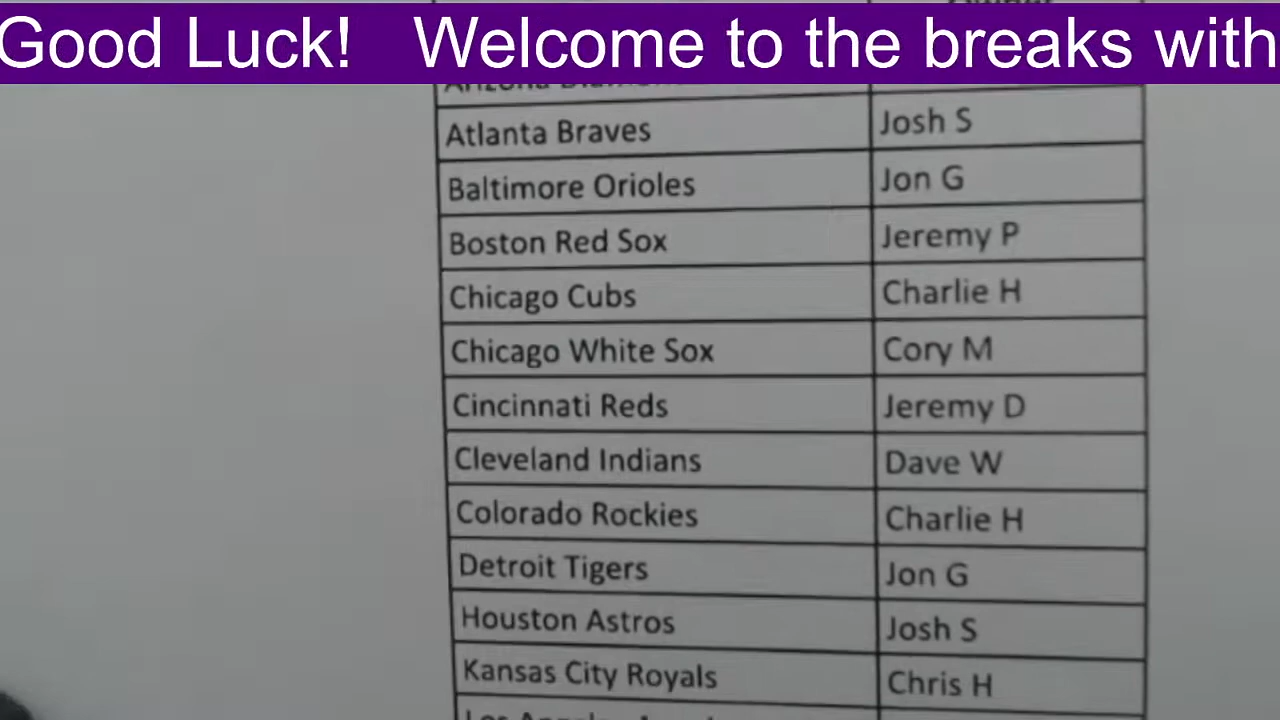 Good Luck! Welcome to the breaks with
Owner
Atlanta Braves Josh S
Baltimore Orioles Jon G
Boston Red Sox Jeremy P
Chicago Cubs Charlie H
Chicago White Sox Cory M
Cincinnati Reds Jeremy D
Cleveland Indians Dave W
Colorado Rockies Charlie H
Detroit Tigers Jon G
Houston Astros Josh S
Kansas City Royals Chris H